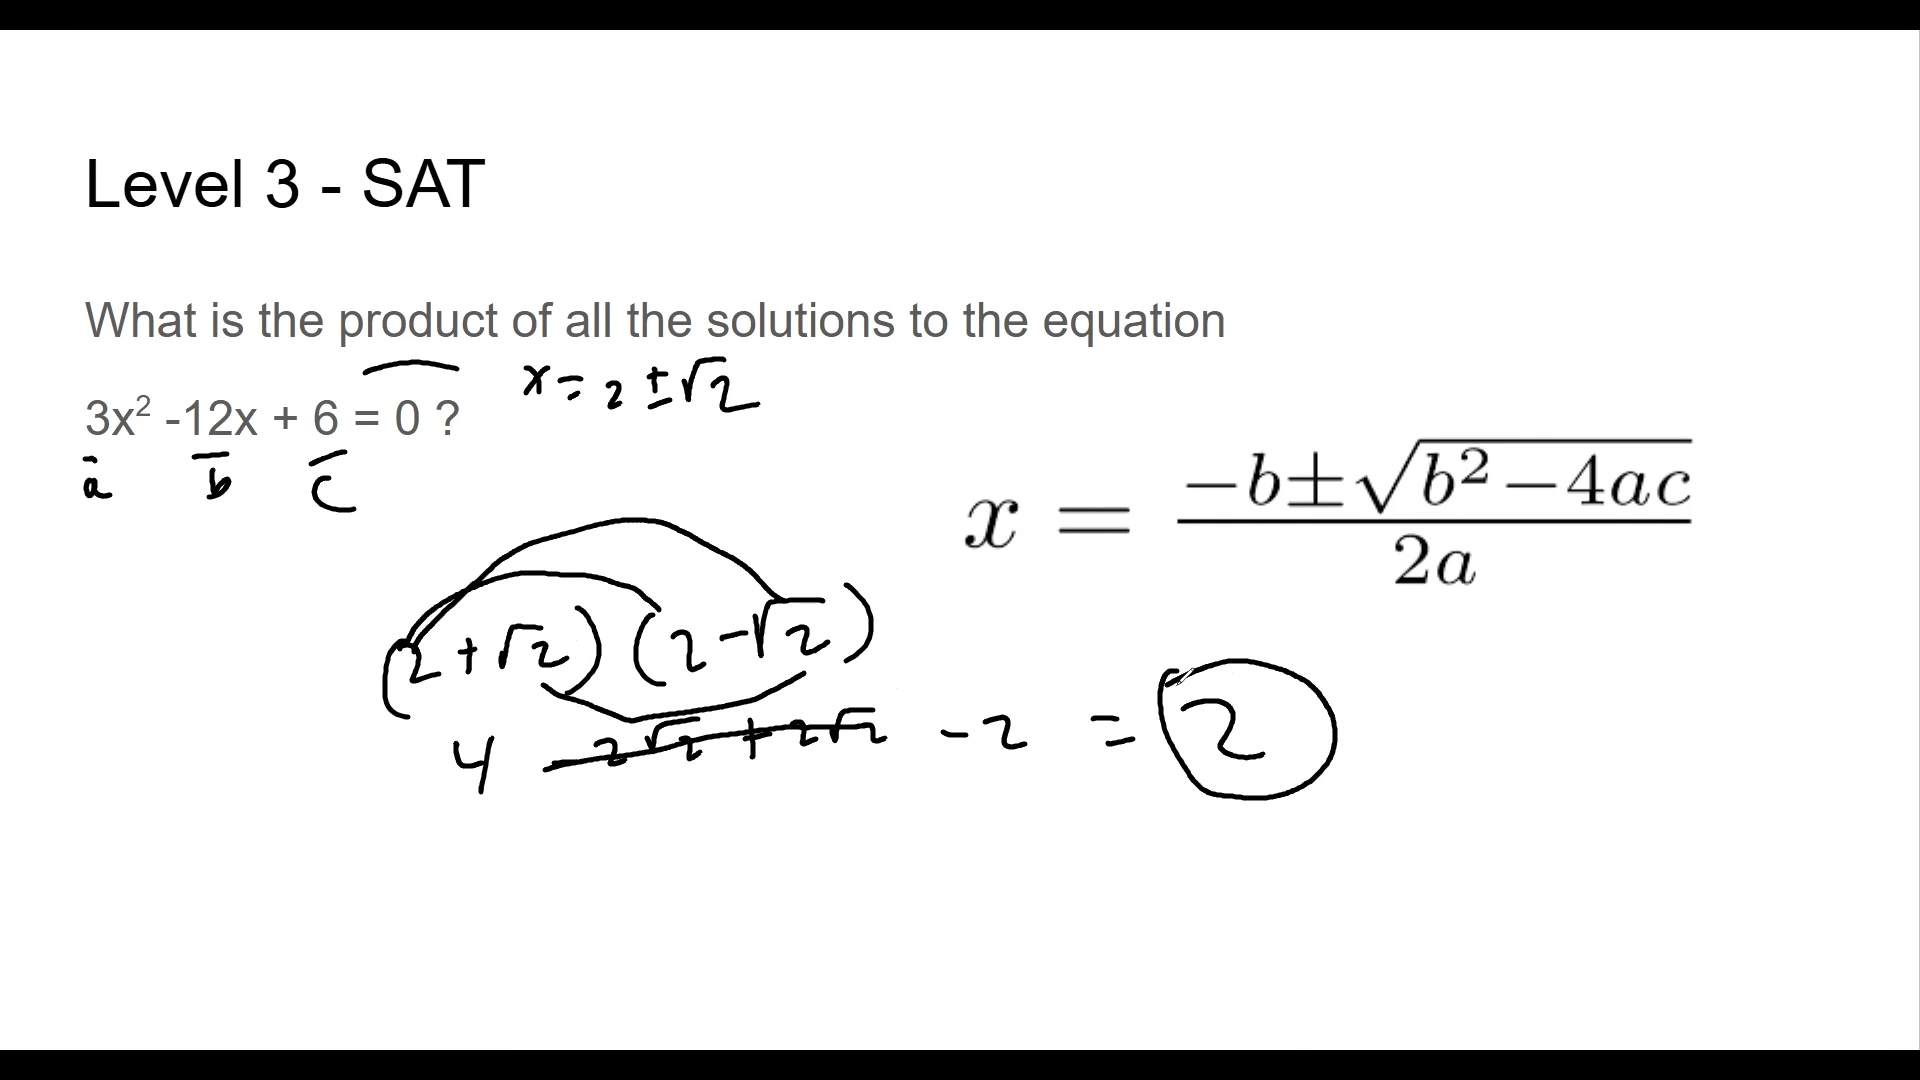 Level 3 - SAT
What is the product of all the solutions to the equation
x = 2 ± √2
3x² -12x + 6 = 0 ?
a b c
x = (-b ± √(b² - 4ac)) / 2a
(2 + √2) (2 - √2)
4 - 2√2 + 2√2 - 2 = 2